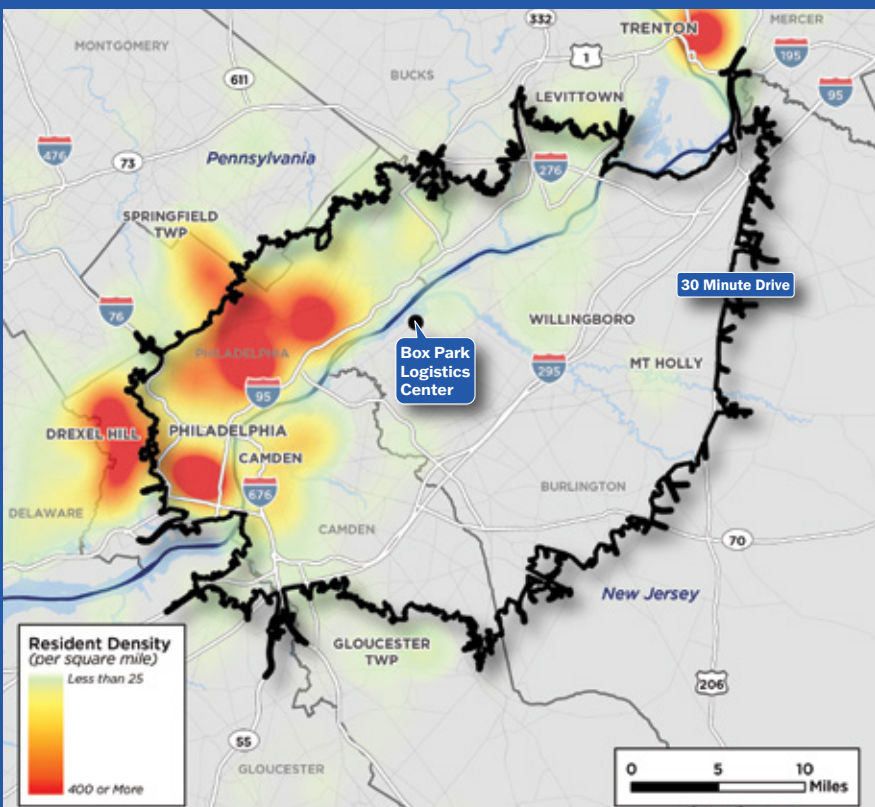 332
MERCER
TRENTON
MONTGOMERY
1
195
BUCKS
611
95
LEVITTOWN
476
73
Pennsylvania
276
SPRINGFIELD
TWP
30 Minute Drive
76
WILLINGBORO
PHILADELPHIA
Box Park
Logistics
Center
295
MT HOLLY
95
DREXEL HILL
PHILADELPHIA
CAMDEN
676
BURLINGTON
DELAWARE
CAMDEN
70
New Jersey
Resident Density
(per square mile)
Less than 25
400 or More
GLOUCESTER
TWP
206
55
GLOUCESTER
0 5 10
Miles